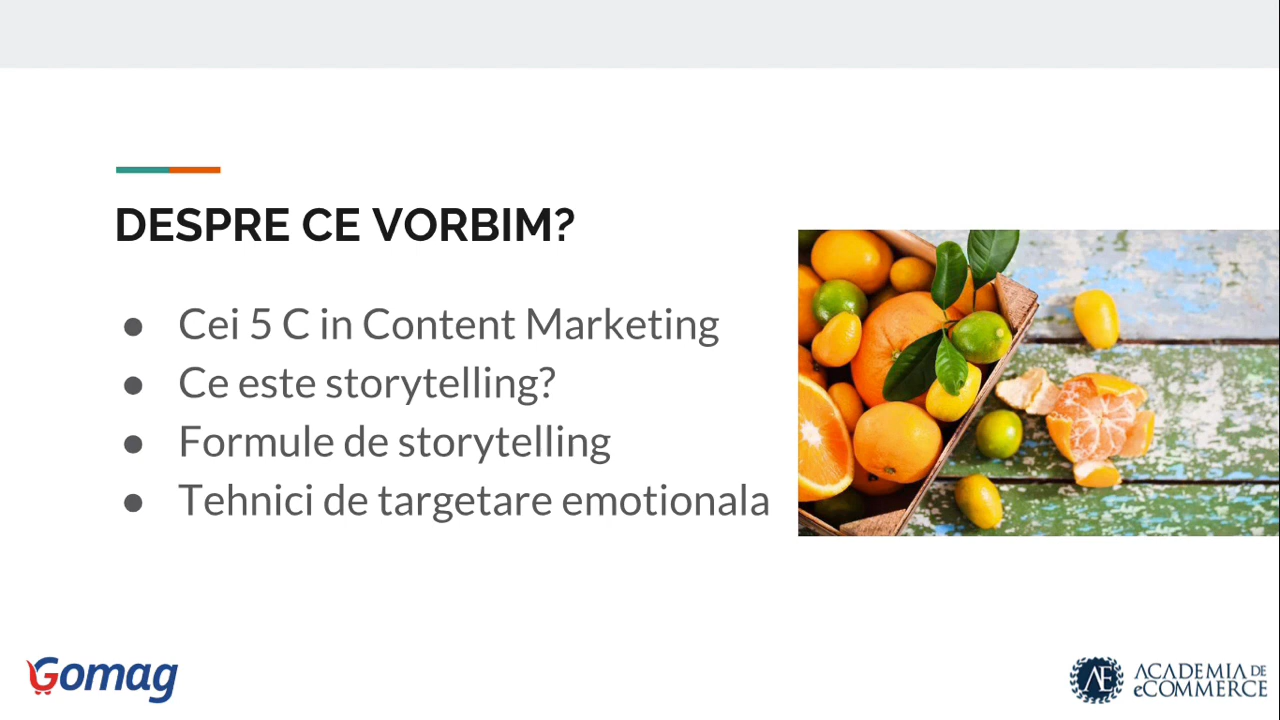 DESPRE CE VORBIM?
● Cei 5 C in Content Marketing
● Ce este storytelling?
● Formule de storytelling
● Tehnici de targetare emotionala
Gomag
AE
ACADEMIA DE
eCOMMERCE